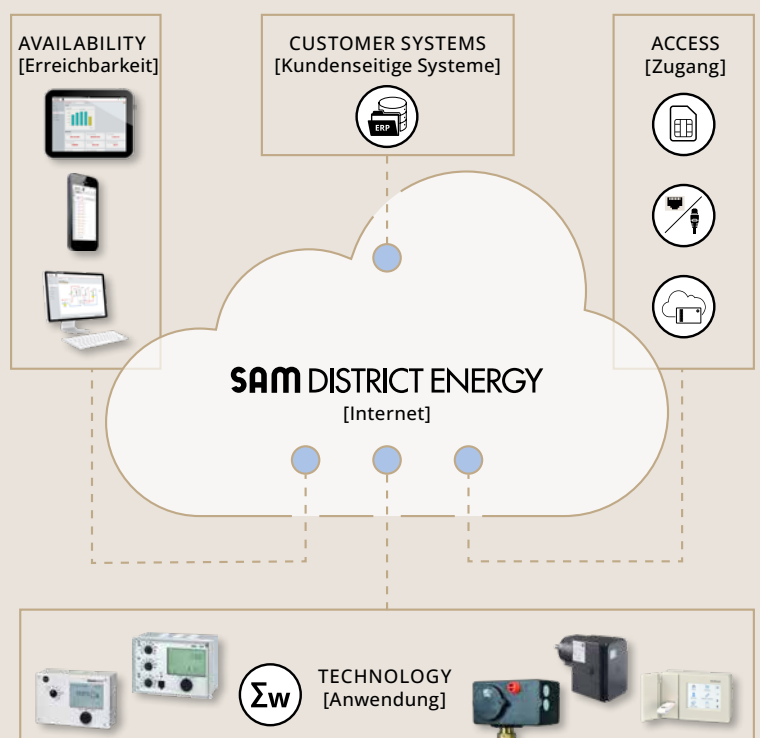 AVAILABILITY
[Erreichbarkeit]
CUSTOMER SYSTEMS
[Kundenseitige Systeme]
ERP
ACCESS
[Zugang]
SAM DISTRICT ENERGY
[Internet]
Σw
TECHNOLOGY
[Anwendung]